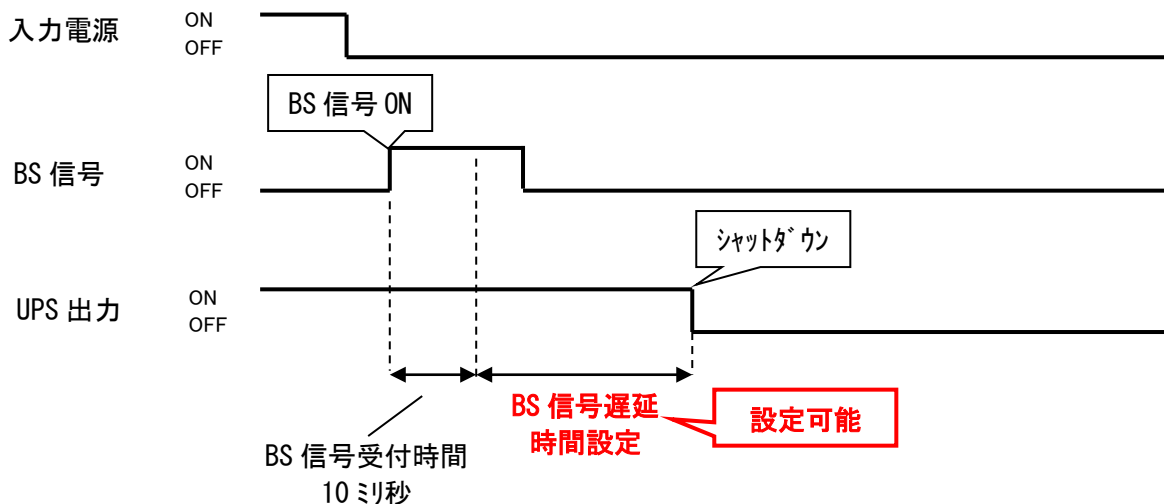 入力電源
ON
OFF
BS 信号 ON
BS 信号
ON
OFF
ｼｬｯﾄﾀﾞｳﾝ
UPS 出力
ON
OFF
BS 信号遅延
時間設定
設定可能
BS 信号受付時間
10 ﾐﾘ秒